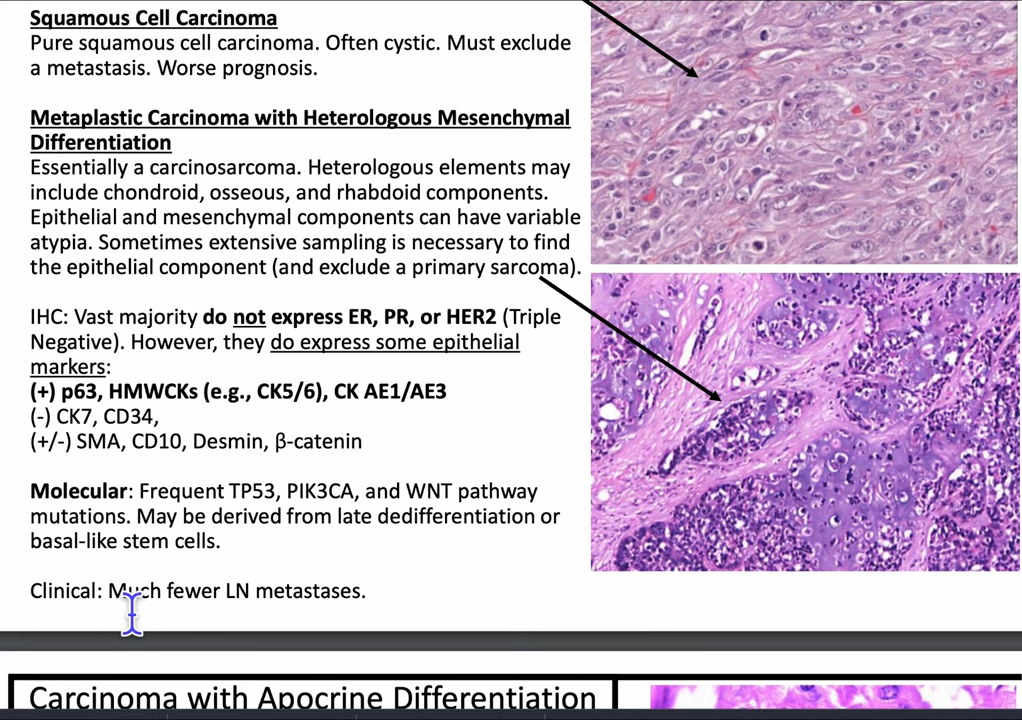 Squamous Cell Carcinoma
Pure squamous cell carcinoma. Often cystic. Must exclude
a metastasis. Worse prognosis.
Metaplastic Carcinoma with Heterologous Mesenchymal
Differentiation
Essentially a carcinosarcoma. Heterologous elements may
include chondroid, osseous, and rhabdoid components.
Epithelial and mesenchymal components can have variable
atypia. Sometimes extensive sampling is necessary to find
the epithelial component (and exclude a primary sarcoma).
IHC: Vast majority do not express ER, PR, or HER2 (Triple
Negative). However, they do express some epithelial
markers:
(+) p63, HMWCKs (e.g., CK5/6), CK AE1/AE3
(-) CK7, CD34,
(+/-) SMA, CD10, Desmin, β-catenin
Molecular: Frequent TP53, PIK3CA, and WNT pathway
mutations. May be derived from late dedifferentiation or
basal-like stem cells.
Clinical: Much fewer LN metastases.
Carcinoma with Apocrine Differentiation